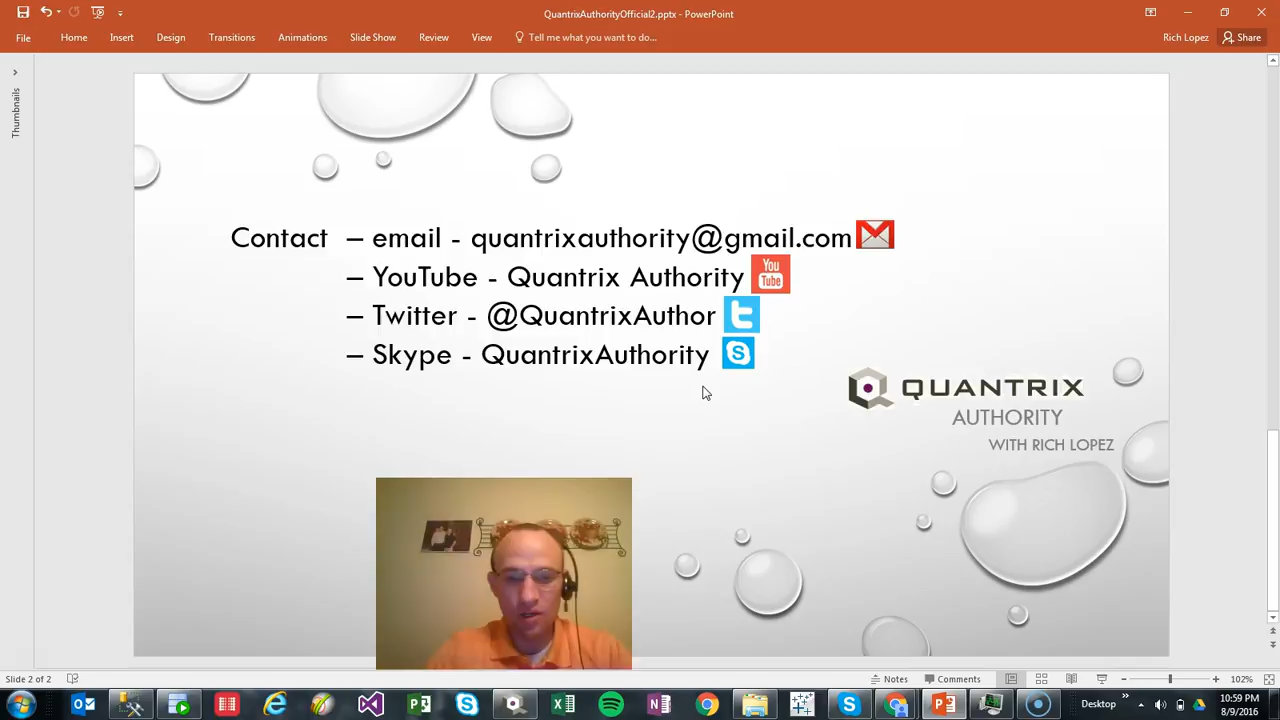 QuantrixAuthorityOfficial2.pptx - PowerPoint
File Home Insert Design Transitions Animations Slide Show Review View Tell me what you want to do... Rich Lopez Share
Thumbnails
Contact – email - quantrixauthority@gmail.com
– YouTube - Quantrix Authority You Tube
– Twitter - @QuantrixAuthor
– Skype - QuantrixAuthority
QUANTRIX
AUTHORITY
WITH RICH LOPEZ
Slide 2 of 2 Notes Comments 102%
Desktop 10:59 PM
8/9/2016